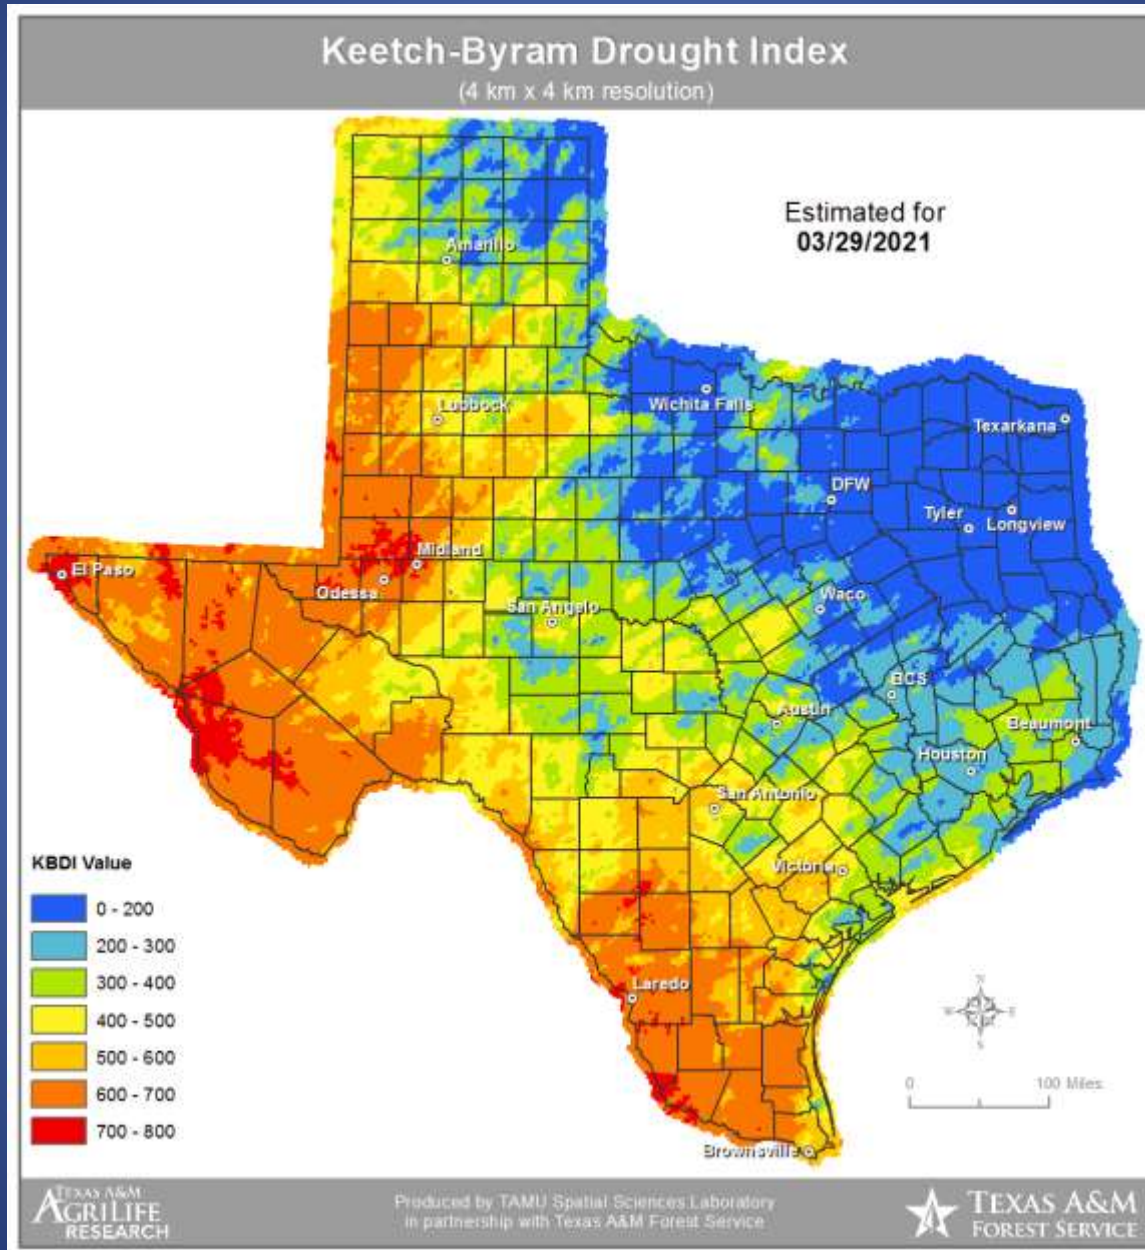 Keetch-Byram Drought Index
(4 km x 4 km resolution)
Estimated for
03/29/2021
Amarillo
Lubbock
Wichita Falls
Texarkana
DFW
Tyler
Longview
Midland
El Paso
Odessa
San Angelo
Waco
BCS
Austin
Beaumont
Houston
San Antonio
Victoria
Laredo
Brownsville
KBDI Value
0 - 200
200 - 300
300 - 400
400 - 500
500 - 600
600 - 700
700 - 800
N
W E
S
0 100 Miles
TEXAS A&M
AGRILIFE
RESEARCH
Produced by TAMU Spatial Sciences Laboratory
in partnership with Texas A&M Forest Service
TEXAS A&M
FOREST SERVICE